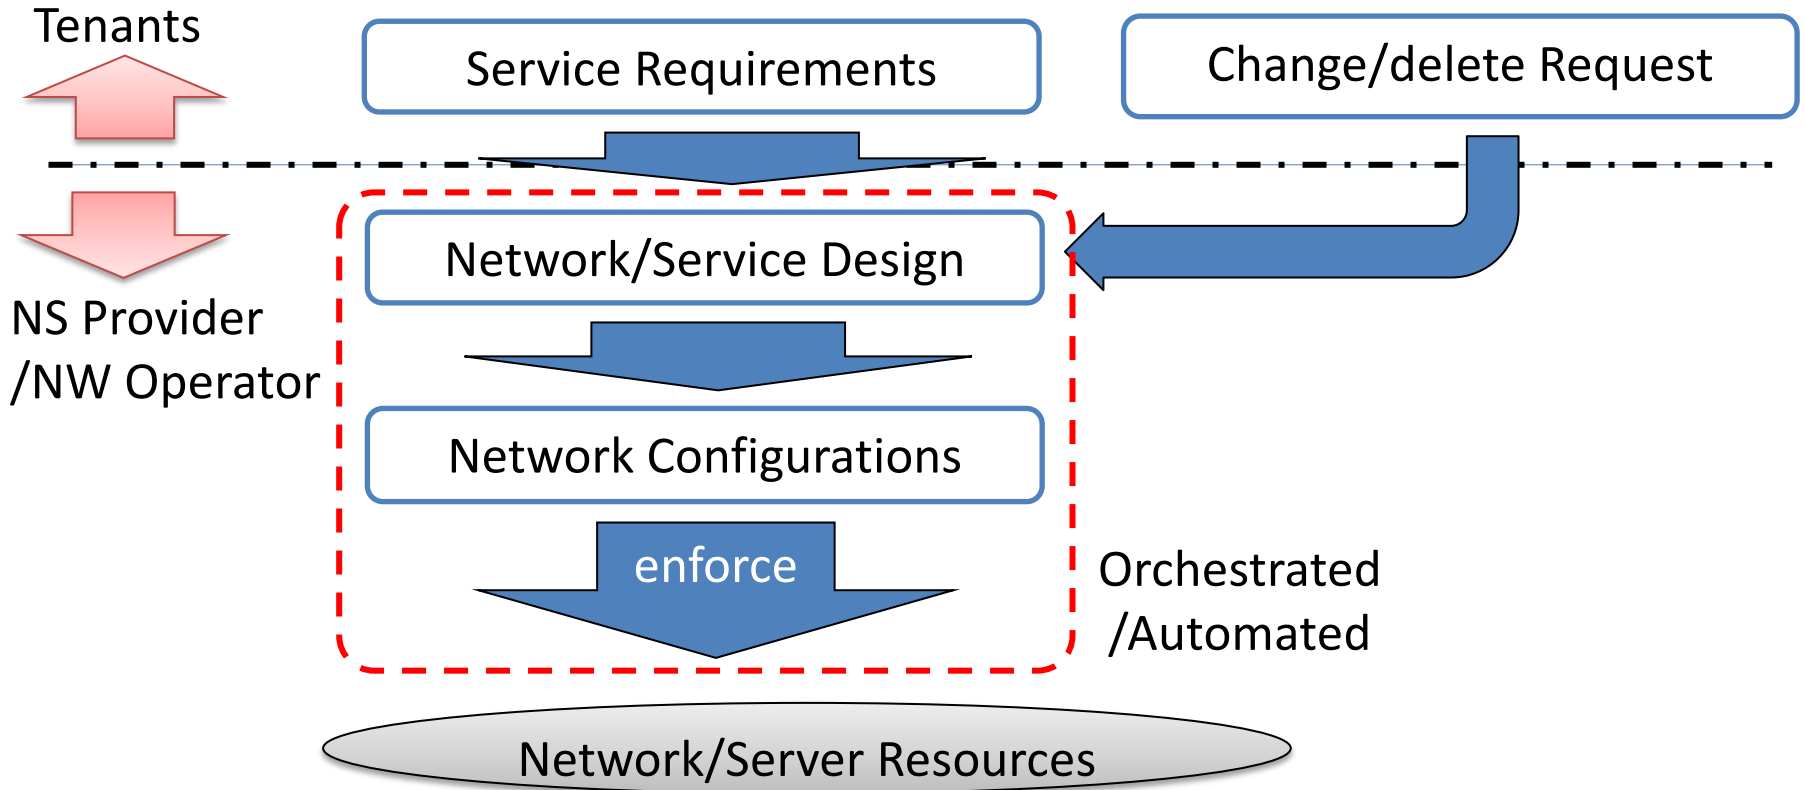 Tenants
Service Requirements
Change/delete Request
Network/Service Design
NS Provider
/NW Operator
Network Configurations
enforce
Orchestrated
/Automated
Network/Server Resources